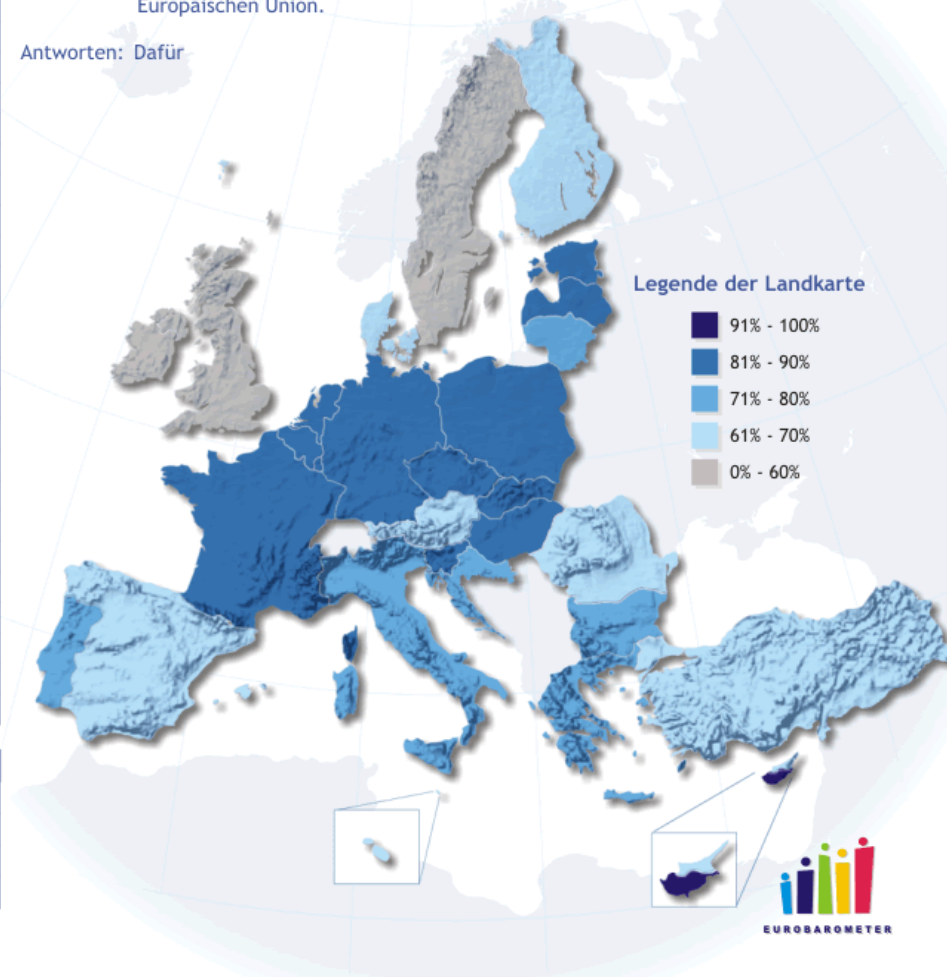 Europäischen Union.
Antworten: Dafür
Legende der Landkarte
91% - 100%
81% - 90%
71% - 80%
61% - 70%
0% - 60%
EUROBAROMETER